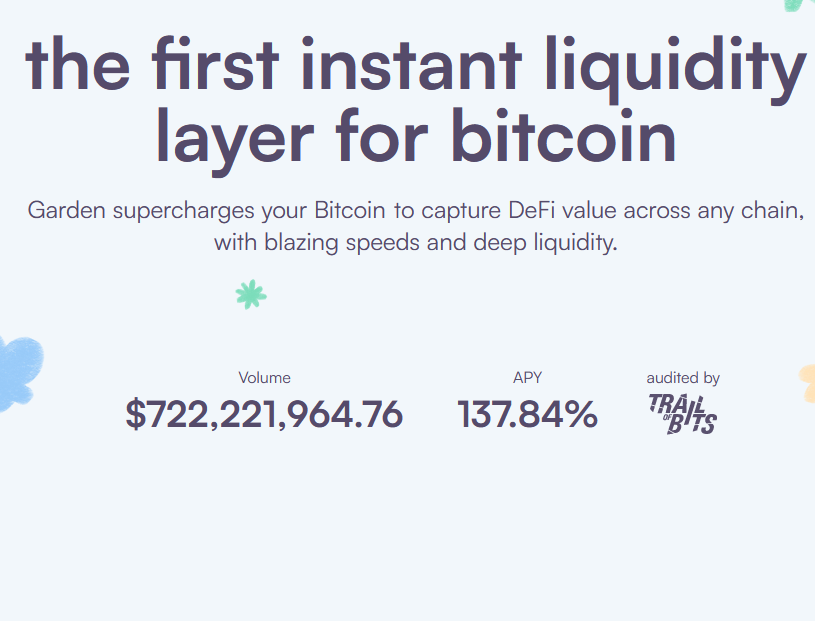 the first instant liquidity
layer for bitcoin
Garden supercharges your Bitcoin to capture DeFi value across any chain,
with blazing speeds and deep liquidity.
Volume
$722,221,964.76
APY
137.84%
audited by
TRAIL
OF
BITS